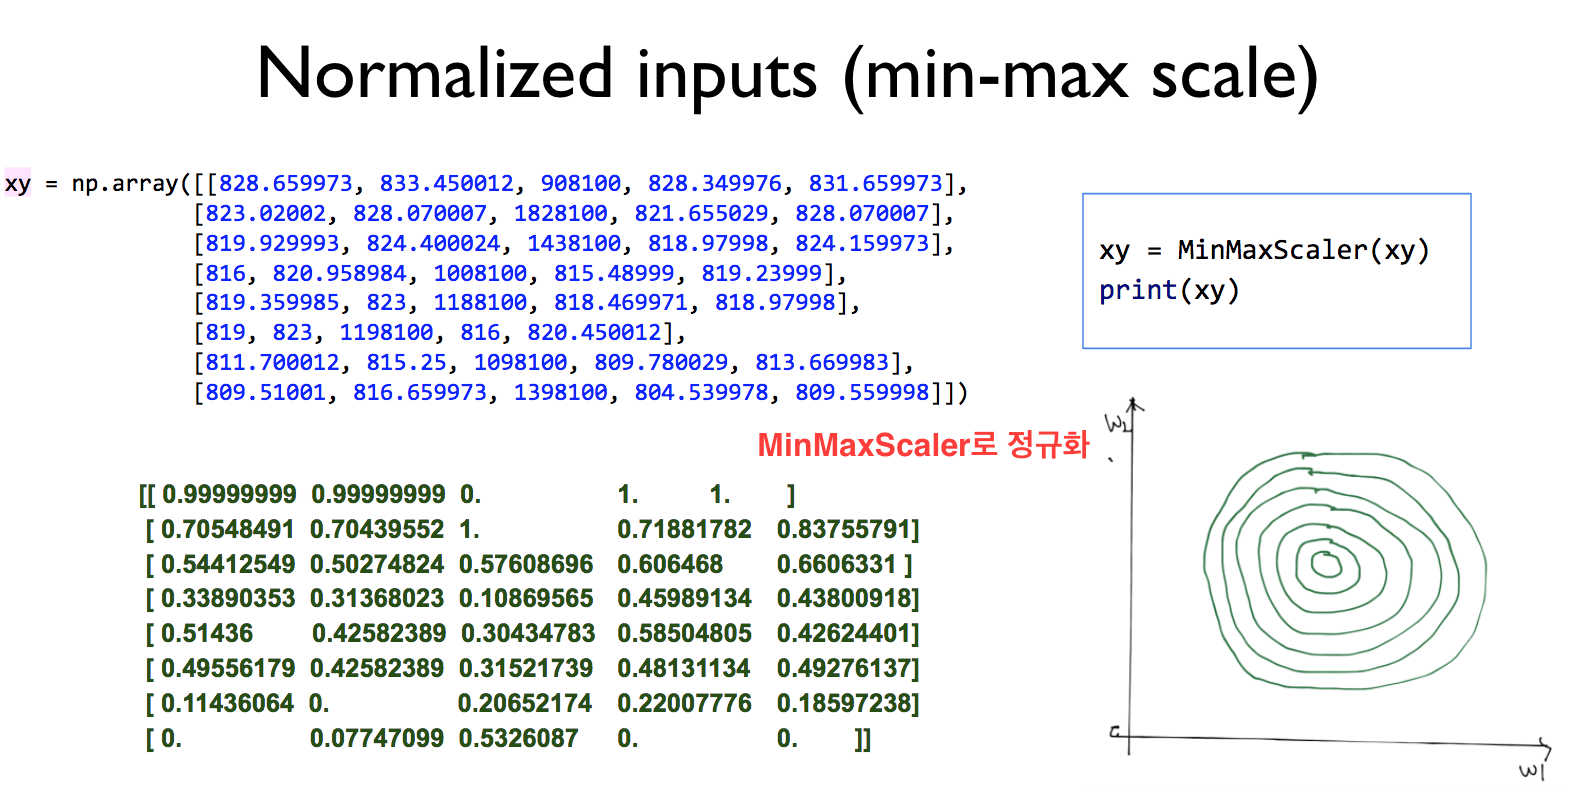 Normalized inputs (min-max scale)
xy = np.array([[828.659973, 833.450012, 908100, 828.349976, 831.659973],
[823.02002, 828.070007, 1828100, 821.655029, 828.070007],
[819.929993, 824.400024, 1438100, 818.97998, 824.159973],
[816, 820.958984, 1008100, 815.48999, 819.23999],
[819.359985, 823, 1188100, 818.469971, 818.97998],
[819, 823, 1198100, 816, 820.450012],
[811.700012, 815.25, 1098100, 809.780029, 813.669983],
[809.51001, 816.659973, 1398100, 804.539978, 809.559998]])
xy = MinMaxScaler(xy)
print(xy)
MinMaxScaler로 정규화
[[ 0.99999999 0.99999999 0. 1. 1. ]
[ 0.70548491 0.70439552 1. 0.71881782 0.83755791]
[ 0.54412549 0.50274824 0.57608696 0.606468 0.6606331 ]
[ 0.33890353 0.31368023 0.10869565 0.45989134 0.43800918]
[ 0.51436 0.42582389 0.30434783 0.58504805 0.42624401]
[ 0.49556179 0.42582389 0.31521739 0.48131134 0.49276137]
[ 0.11436064 0. 0.20652174 0.22007776 0.18597238]
[ 0. 0.07747099 0.5326087 0. 0. ]]
W2
W1